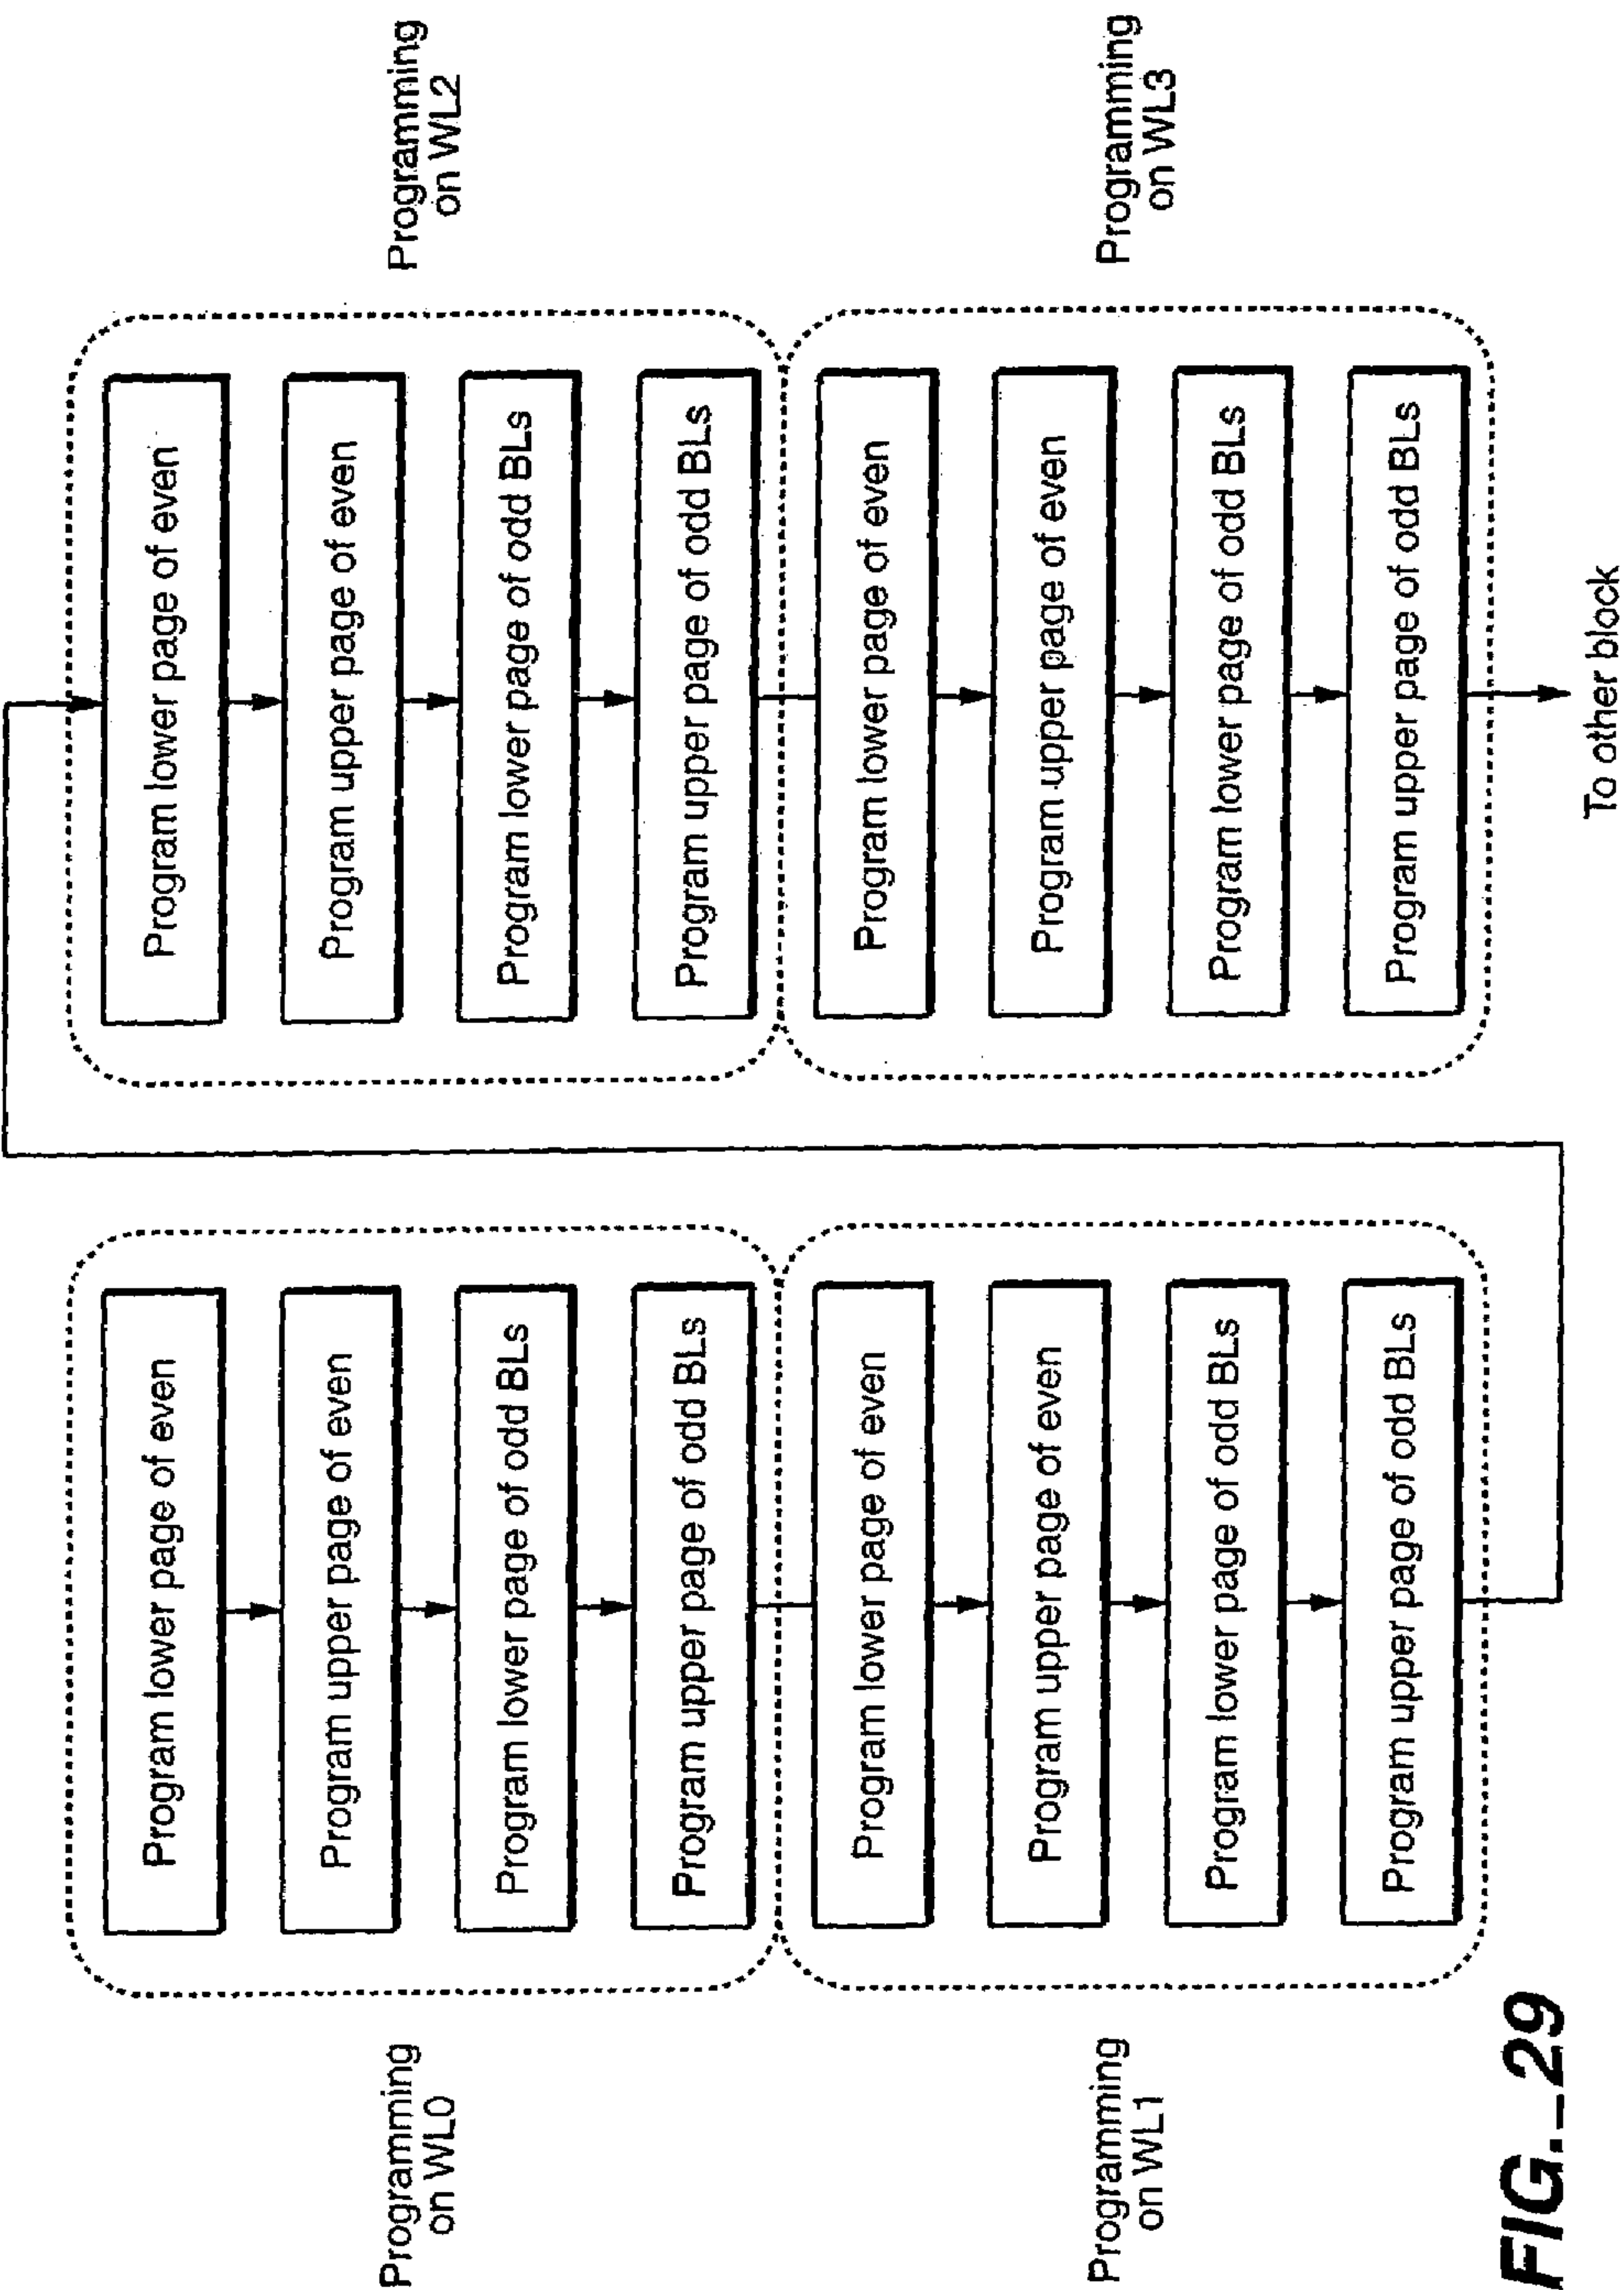 Programming
on WL0
Program lower page of even
Program upper page of even
Program lower page of odd BLs
Program upper page of odd BLs
Programming
on WL1
Program lower page of even
Program upper page of even
Program lower page of odd BLs
Program upper page of odd BLs
Programming
on WL2
Program lower page of even
Program upper page of even
Program lower page of odd BLs
Program upper page of odd BLs
Programming
on WL3
Program lower page of even
Program upper page of even
Program lower page of odd BLs
Program upper page of odd BLs
To other block
FIG._29